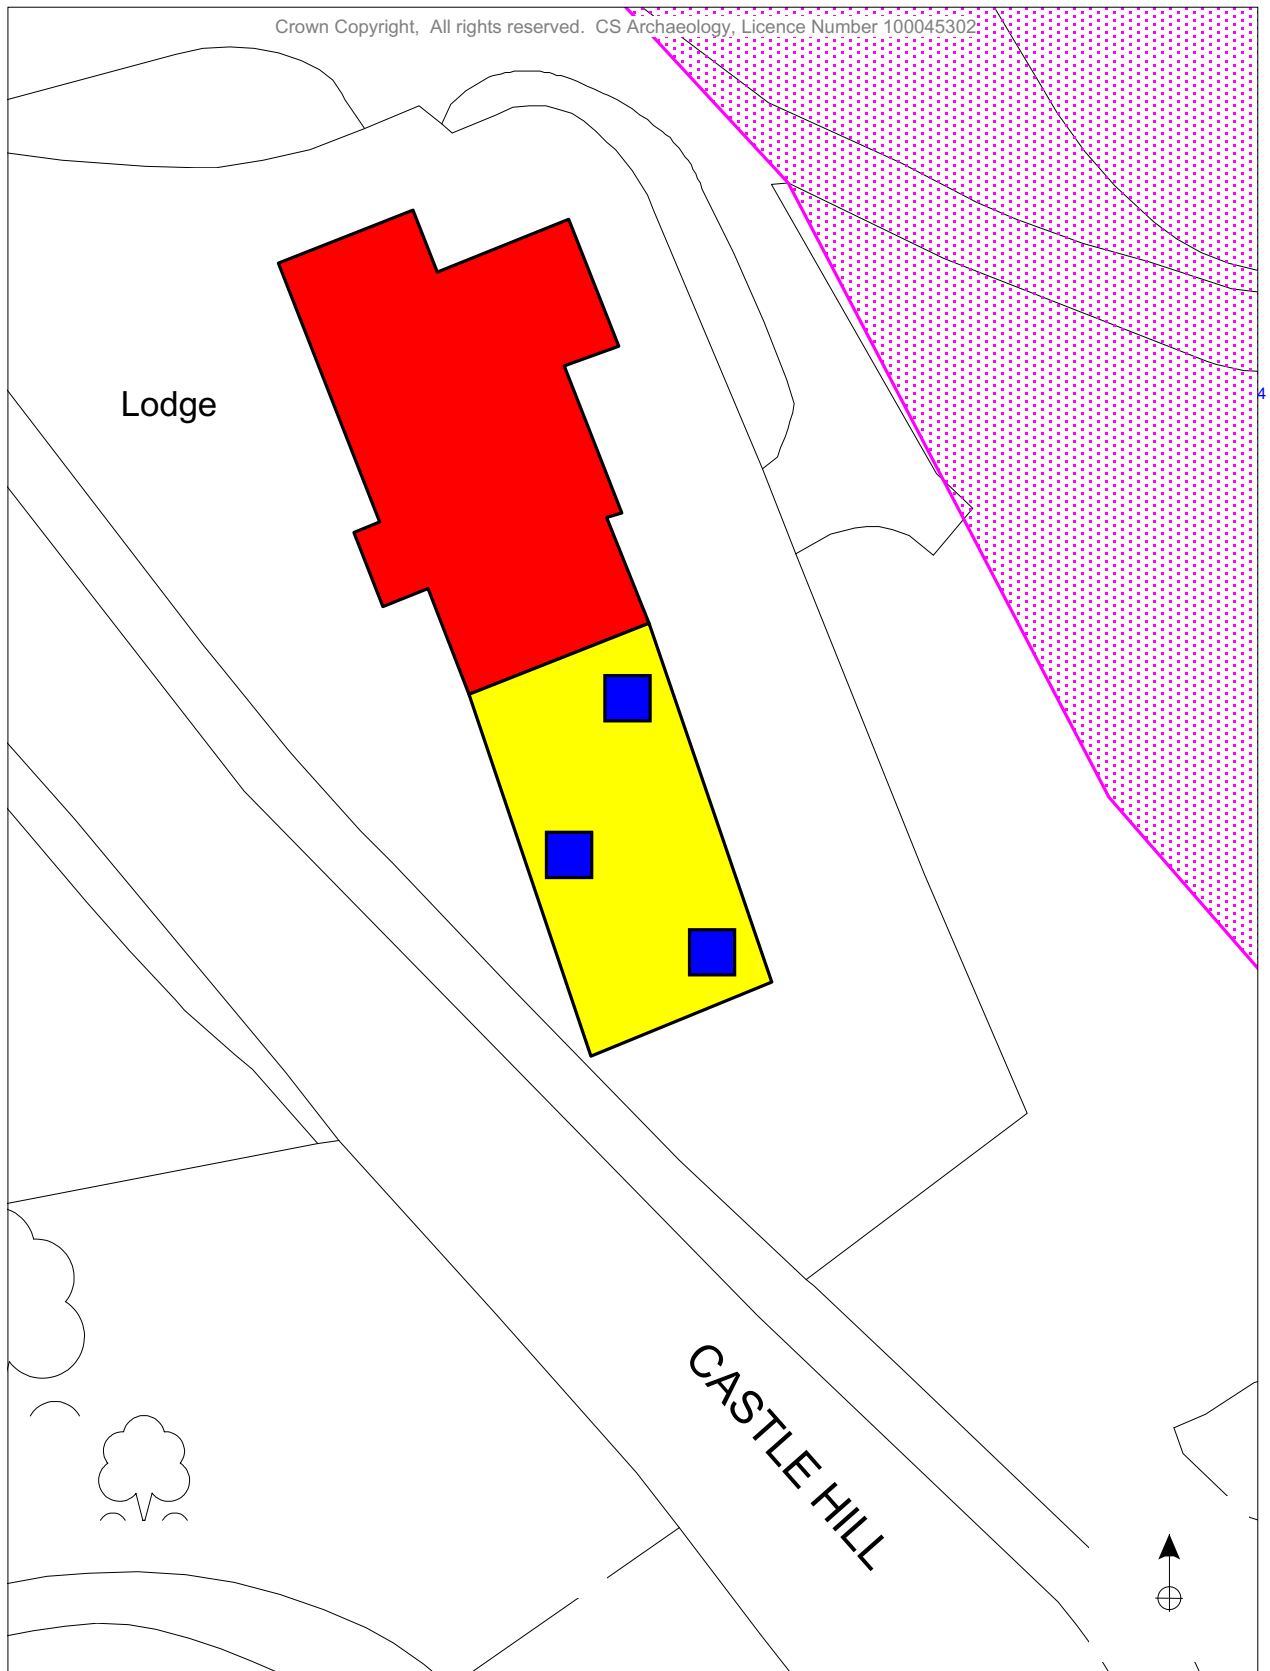 Crown Copyright, All rights reserved. CS Archaeology, Licence Number 100045302
Lodge
4
CASTLE HILL